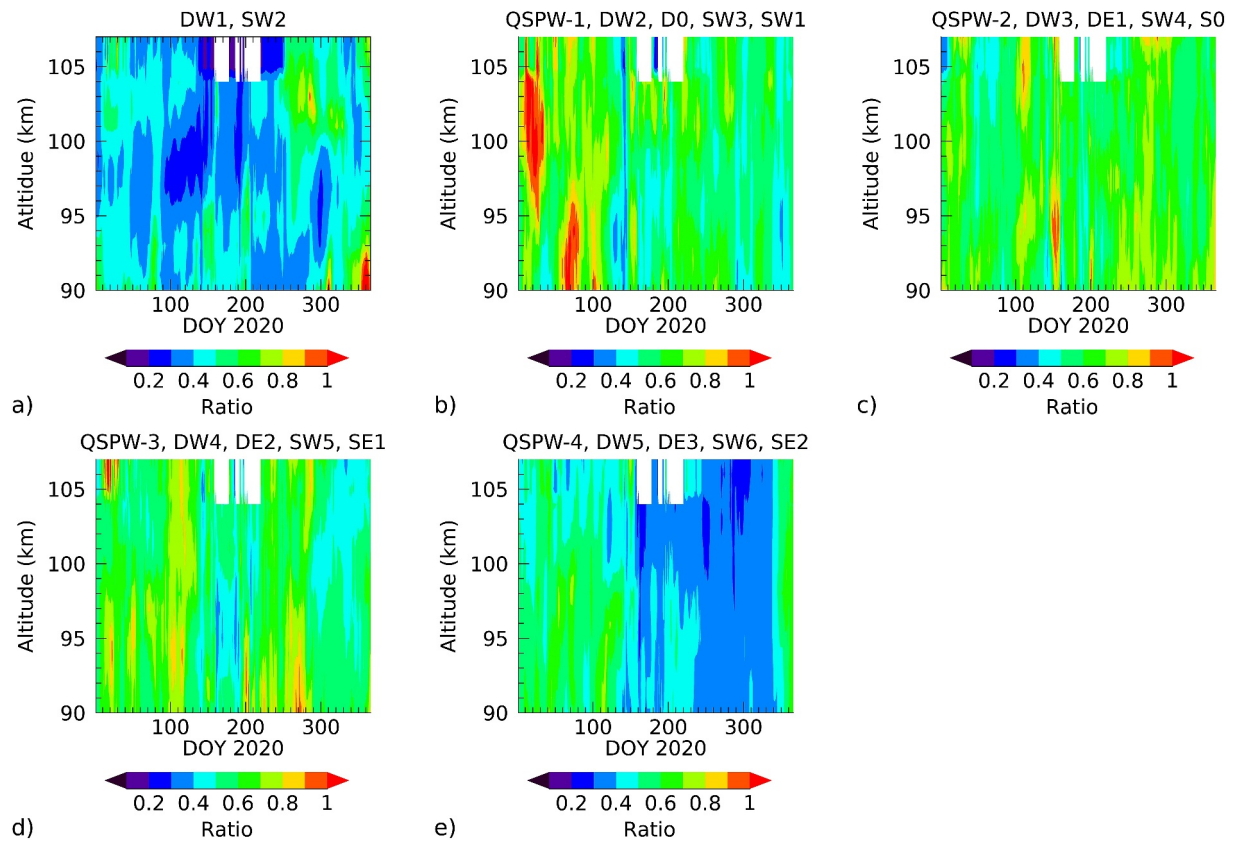 DW1, SW2
105
100
95
90
Atltidue (km)
100 200 300
DOY 2020
0.2 0.4 0.6 0.8 1
Ratio
a)
QSPW-1, DW2, D0, SW3, SW1
105
100
95
90
Altitude (km)
100 200 300
DOY 2020
0.2 0.4 0.6 0.8 1
Ratio
b)
QSPW-2, DW3, DE1, SW4, S0
105
100
95
90
Altitude (km)
100 200 300
DOY 2020
0.2 0.4 0.6 0.8 1
Ratio
c)
QSPW-3, DW4, DE2, SW5, SE1
105
100
95
90
Altitude (km)
100 200 300
DOY 2020
0.2 0.4 0.6 0.8 1
Ratio
d)
QSPW-4, DW5, DE3, SW6, SE2
105
100
95
90
Altitude (km)
100 200 300
DOY 2020
0.2 0.4 0.6 0.8 1
Ratio
e)